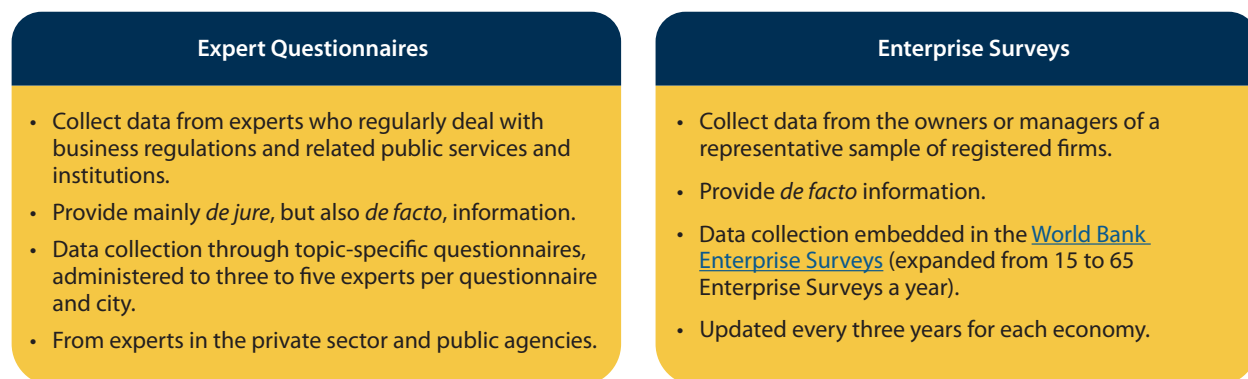 Expert Questionnaires
• Collect data from experts who regularly deal with
business regulations and related public services and
institutions.
• Provide mainly de jure, but also de facto, information.
• Data collection through topic-specific questionnaires,
administered to three to five experts per questionnaire
and city.
• From experts in the private sector and public agencies.
Enterprise Surveys
• Collect data from the owners or managers of a
representative sample of registered firms.
• Provide de facto information.
• Data collection embedded in the World Bank
Enterprise Surveys (expanded from 15 to 65
Enterprise Surveys a year).
• Updated every three years for each economy.